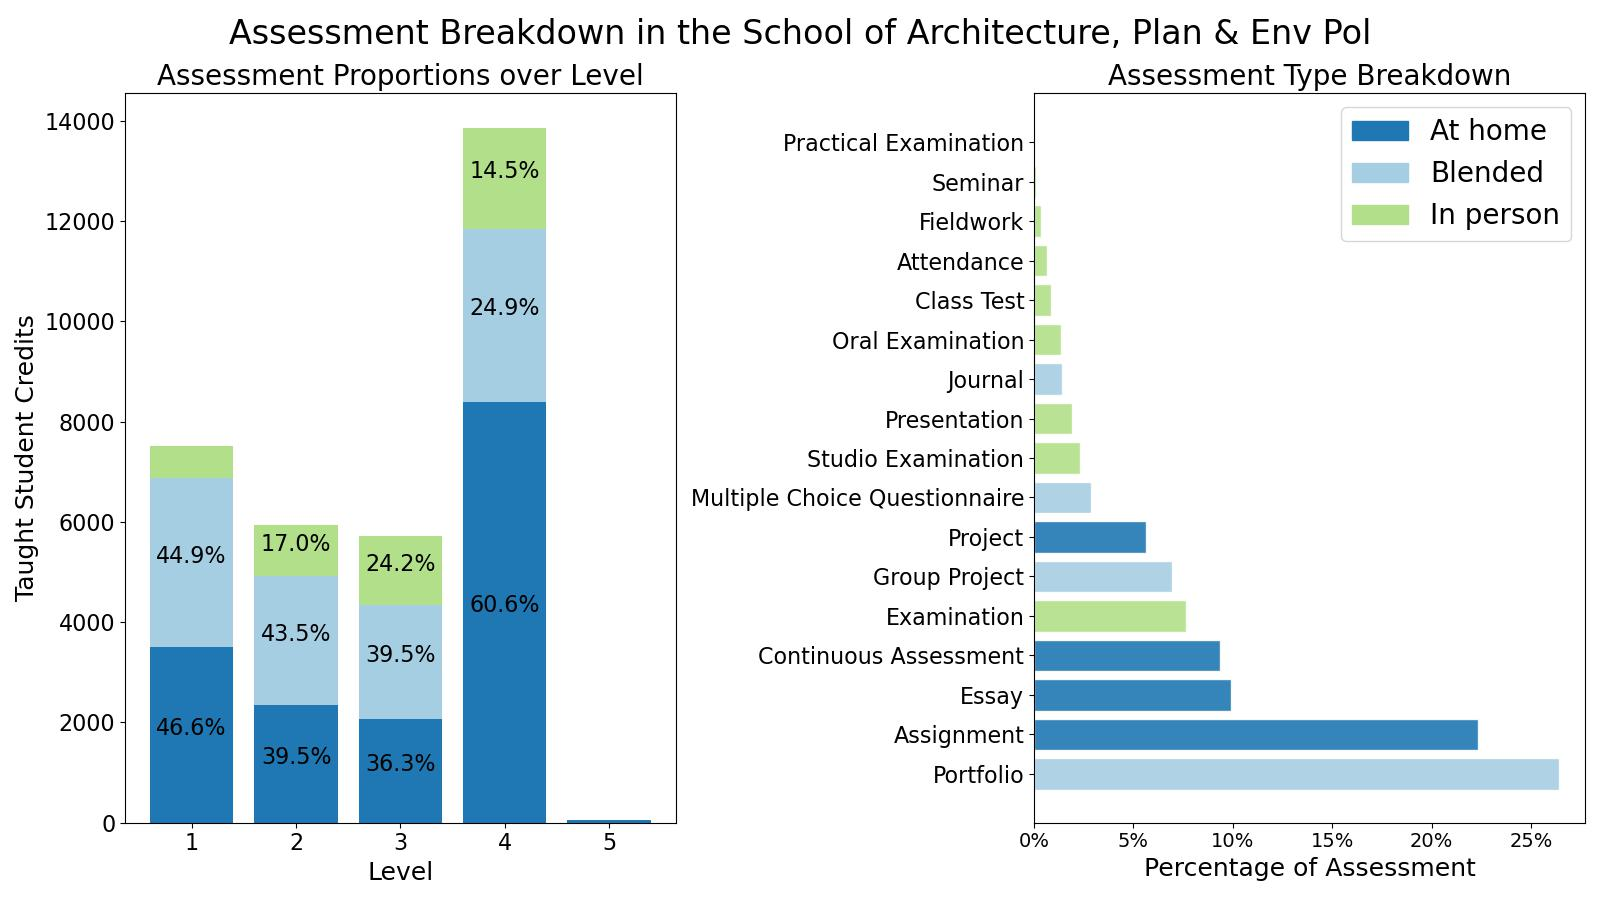 Assessment Breakdown in the School of Architecture, Plan & Env Pol
Assessment Proportions over Level
Taught Student Credits
14000
12000
10000
8000
6000
4000
2000
0
14.5%
24.9%
60.6%
44.9%
46.6%
17.0%
43.5%
39.5%
24.2%
39.5%
36.3%
1 2 3 4 5
Level
Assessment Type Breakdown
At home
Blended
In person
Practical Examination
Seminar
Fieldwork
Attendance
Class Test
Oral Examination
Journal
Presentation
Studio Examination
Multiple Choice Questionnaire
Project
Group Project
Examination
Continuous Assessment
Essay
Assignment
Portfolio
0% 5% 10% 15% 20% 25%
Percentage of Assessment